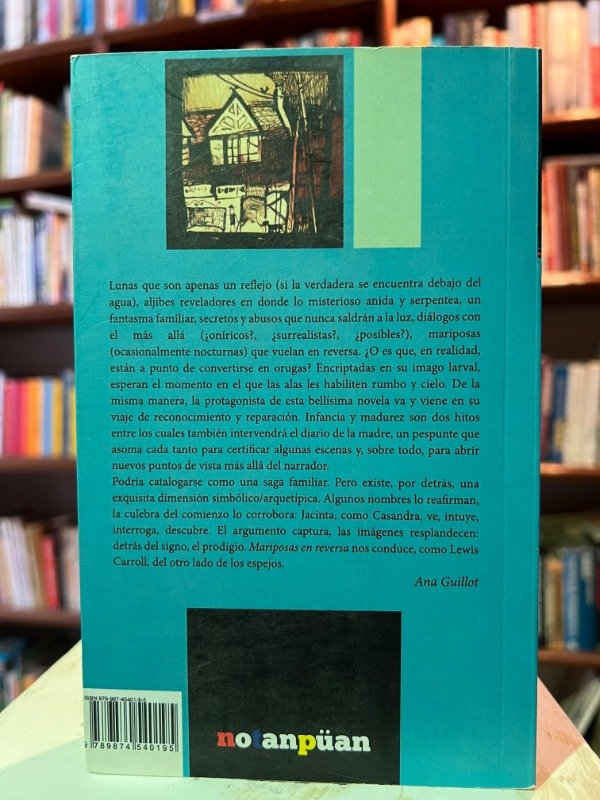 Lunas que son apenas un reflejo (si la verdadera se encuentra debajo del
agua), aljibes reveladores en donde lo misterioso anida y serpentea, un
fantasma familiar, secretos y abusos que nunca saldrán a la luz, diálogos con
el más allá (¿oníricos?, ¿surrealistas?, ¿posibles?), mariposas
(ocasionalmente nocturnas) que vuelan en reversa. ¿O es que, en realidad,
están a punto de convertirse en orugas? Encriptadas en su imago larval,
esperan el momento en el que las alas les habiliten rumbo y cielo. De la
misma manera, la protagonista de esta bellísima novela va y viene en su
viaje de reconocimiento y reparación. Infancia y madurez son dos hitos
entre los cuales también intervendrá el diario de la madre, un pespunte que
asoma cada tanto para certificar algunas escenas y, sobre todo, para abrir
nuevos puntos de vista más allá del narrador.
Podría catalogarse como una saga familiar. Pero existe, por detrás, una
exquisita dimensión simbólico/arquetípica. Algunos nombres lo reafirman,
la culebra del comienzo lo corrobora: Jacinta, como Casandra, ve, intuye,
interroga, descubre. El argumento captura, las imágenes resplandecen:
detrás del signo, el prodigio. Mariposas en reversa nos conduce, como Lewis
Carroll, del otro lado de los espejos.
Ana Guillot
ISBN 978-987-45401-9-5
9 789874 540195
notanpüan